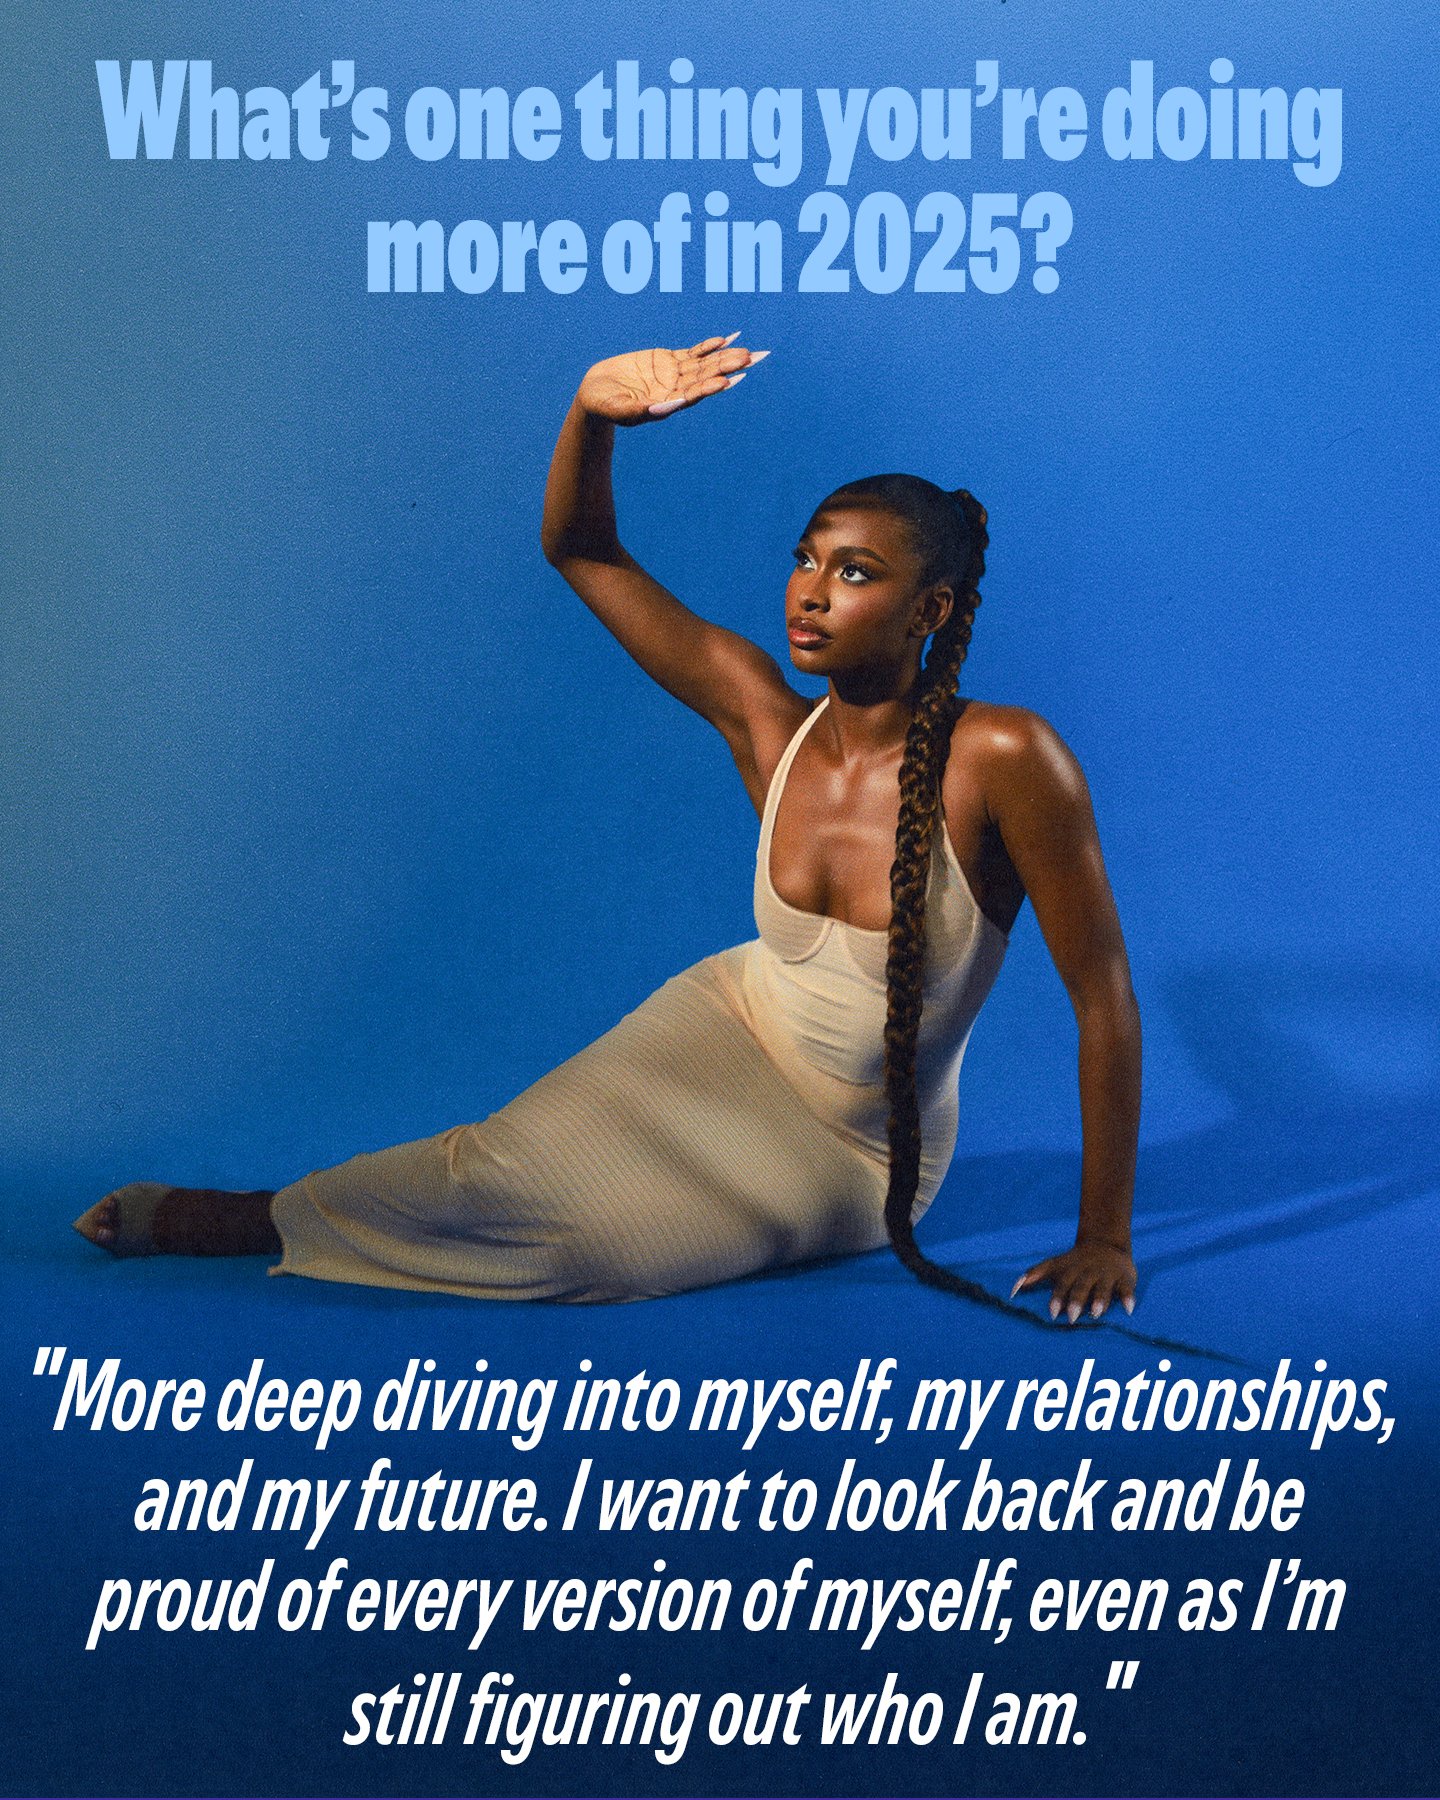 What’s one thing you’re doing
more of in 2025?
"More deep diving into myself, my relationships,
and my future. I want to look back and be
proud of every version of myself, even as I’m
still figuring out who I am."